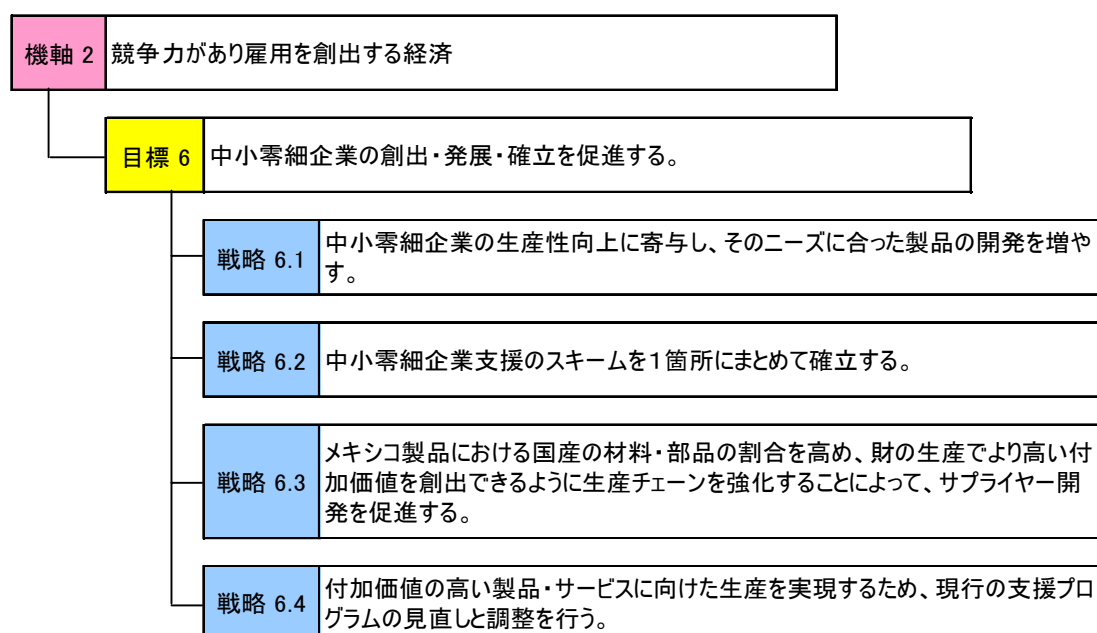 機軸 2 競争力があり雇用を創出する経済
目標 6 中小零細企業の創出・発展・確立を促進する。
戦略 6.1 中小零細企業の生産性向上に寄与し、そのニーズに合った製品の開発を増や
す。
戦略 6.2 中小零細企業支援のスキームを1箇所にまとめて確立する。
メキシコ製品における国産の材料・部品の割合を高め、財の生産でより高い付
戦略 6.3 加価値を創出できるように生産チェーンを強化することによって、サプライヤー開
発を促進する。
戦略 6.4 付加価値の高い製品・サービスに向けた生産を実現するため、現行の支援プロ
グラムの見直しと調整を行う。